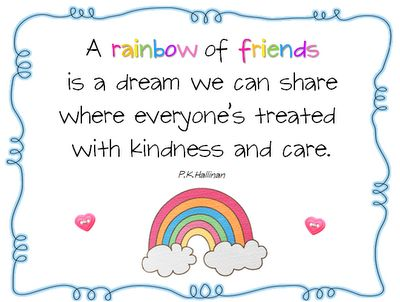 A rainbow of friends
is a dream we can share
where everyone's treated
with kindness and care.
P.K.Hallinan